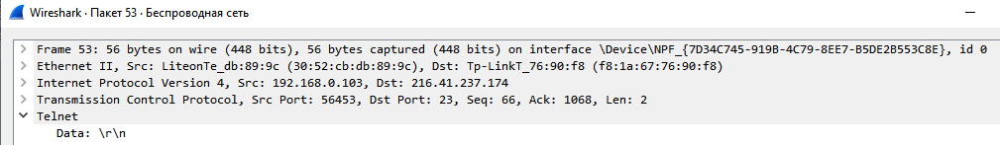 Wireshark · Пакет 53 · Беспроводная сеть
Frame 53: 56 bytes on wire (448 bits), 56 bytes captured (448 bits) on interface \Device\NPF_{7D34C745-919B-4C79-8EE7-B5DE2B553C8E}, id 0
Ethernet II, Src: LiteonTe_db:89:9c (30:52:cb:db:89:9c), Dst: Tp-LinkT_76:90:f8 (f8:1a:67:76:90:f8)
Internet Protocol Version 4, Src: 192.168.0.103, Dst: 216.41.237.174
Transmission Control Protocol, Src Port: 56453, Dst Port: 23, Seq: 66, Ack: 1068, Len: 2
Telnet
Data: \r\n